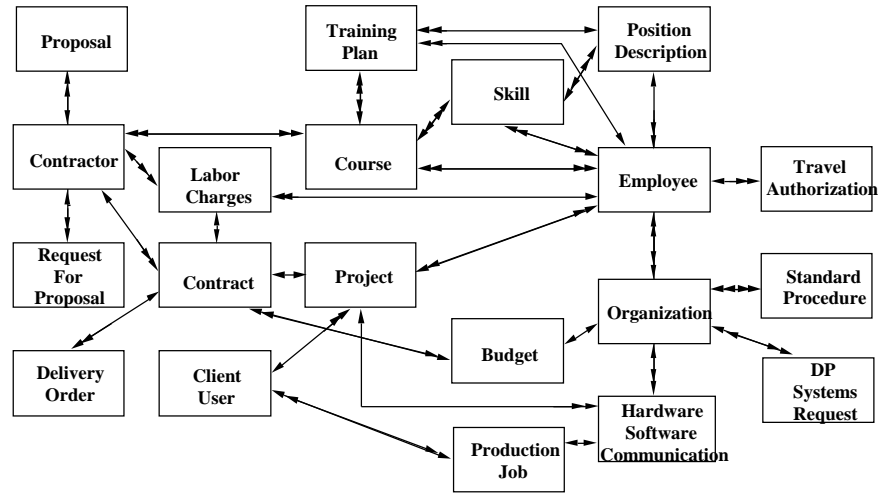 Proposal
Training
Plan
Position
Description
Skill
Contractor
Labor
Charges
Course
Employee
Travel
Authorization
Request
For
Proposal
Contract
Project
Organization
Standard
Procedure
Delivery
Order
Client
User
Budget
DP
Systems
Request
Production
Job
Hardware
Software
Communication